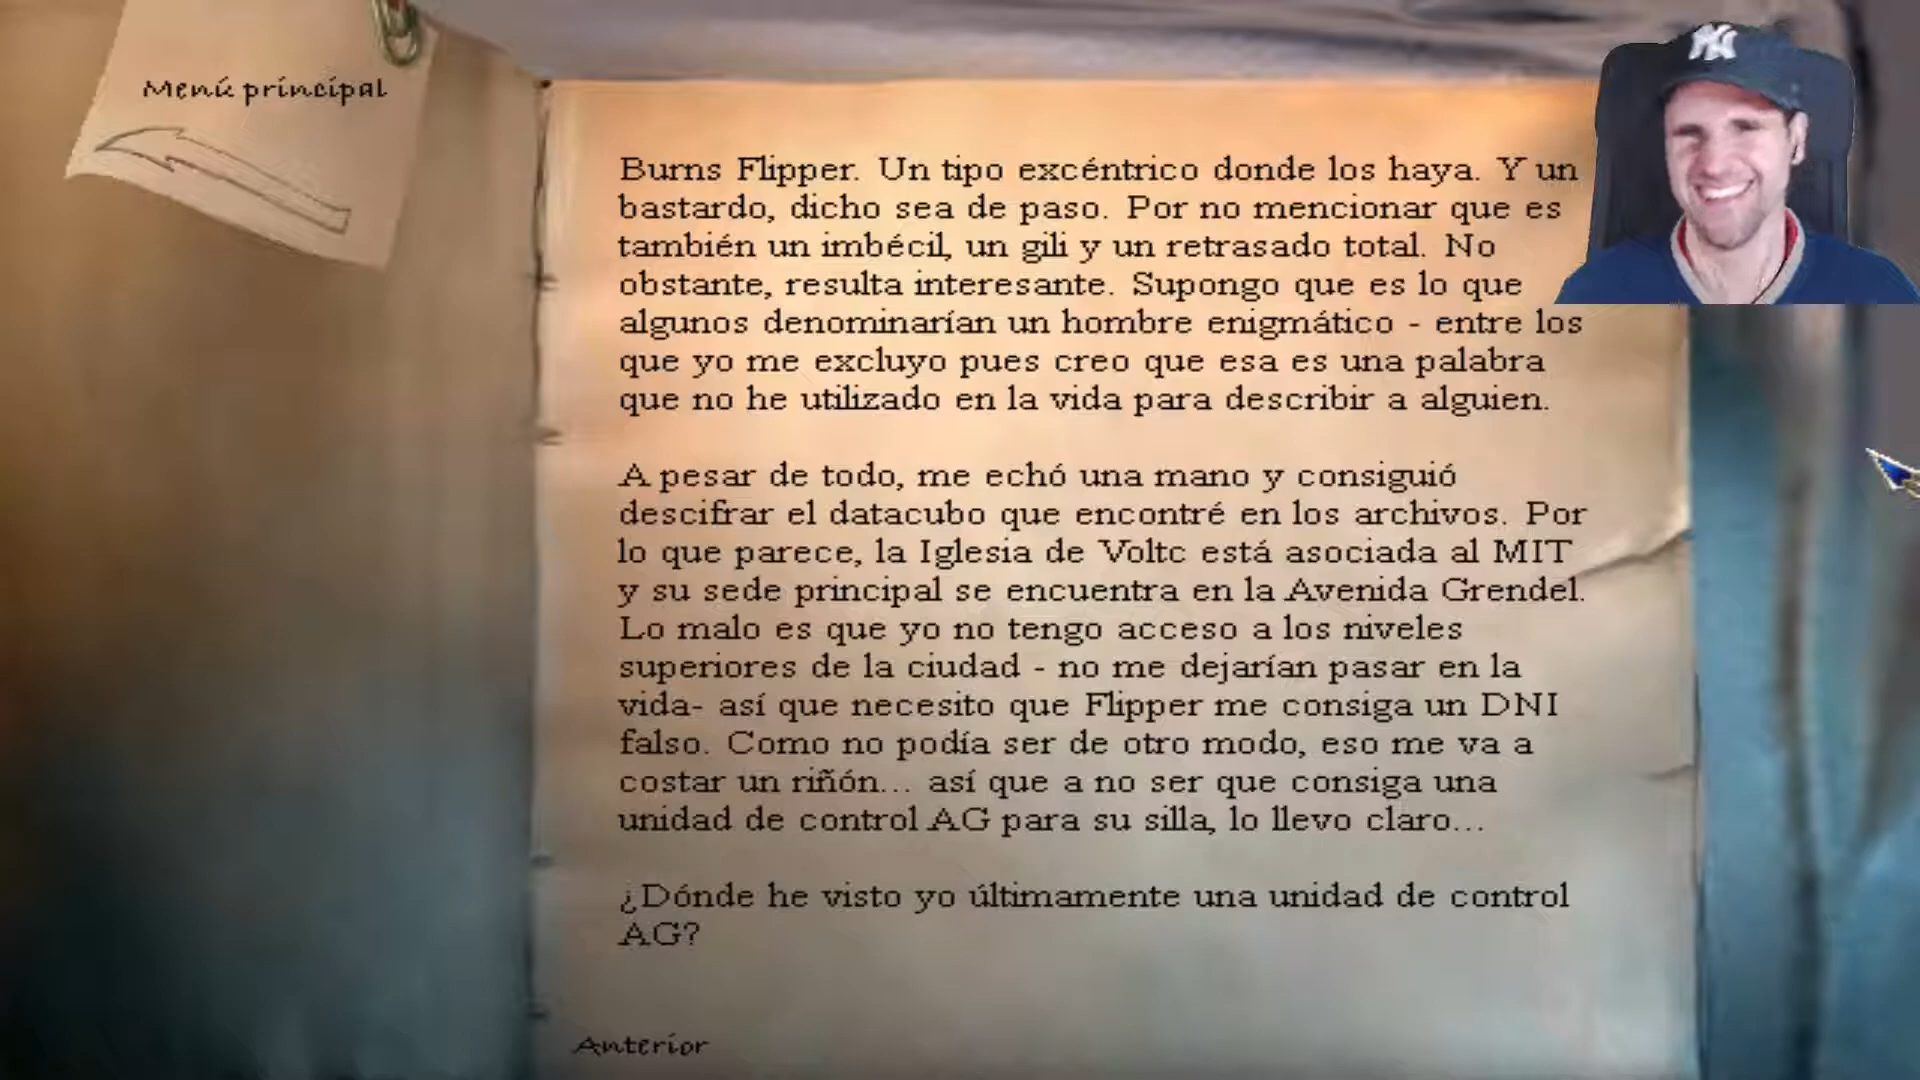 Menú principal
Burns Flipper. Un tipo excéntrico donde los haya. Y un
bastardo, dicho sea de paso. Por no mencionar que es
también un imbécil, un gili y un retrasado total. No
obstante, resulta interesante. Supongo que es lo que
algunos denominarían un hombre enigmático - entre los
que yo me excluyo pues creo que esa es una palabra
que no he utilizado en la vida para describir a alguien.
A pesar de todo, me echó una mano y consiguió
descifrar el datacubo que encontré en los archivos. Por
lo que parece, la Iglesia de Voltc está asociada al MIT
y su sede principal se encuentra en la Avenida Grendel.
Lo malo es que yo no tengo acceso a los niveles
superiores de la ciudad - no me dejarían pasar en la
vida- así que necesito que Flipper me consiga un DNI
falso. Como no podía ser de otro modo, eso me va a
costar un riñón... así que a no ser que consiga una
unidad de control AG para su silla, lo llevo claro...
¿Dónde he visto yo últimamente una unidad de control
AG?
Anterior
NY